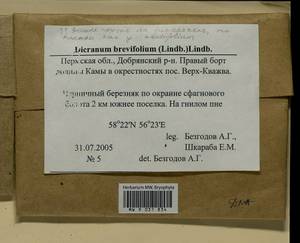 Dicranum brevifolium (Lindb.)Lindb.
Пермская обл., Добрянский р-н. Правый борт
долины Камы в окрестностях пос. Верх-Кважва.
Черничный березняк по окраине сфагнового
болота 2 км южнее поселка. На гнилом пне
58°22'N 56°23'E
leg. Безгодов А.Г.,
31.07.2005 Шкараба Е.М.
№ 5 det. Безгодов А.Г.
Herbarium MW, Bryophyta